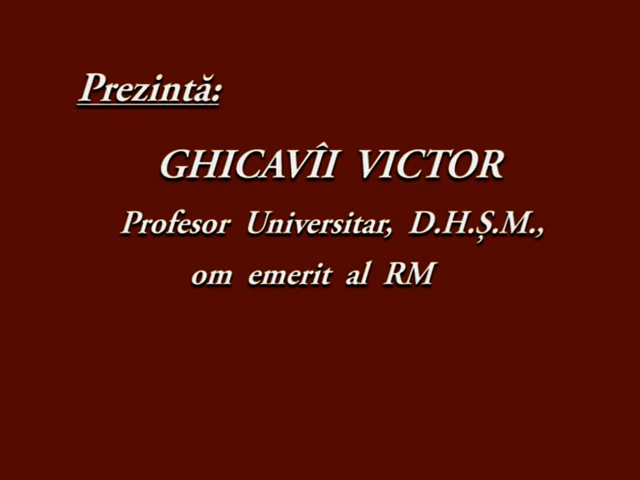 Prezintă:
GHICAVÎI VICTOR
Profesor Universitar, D.H.Ș.M.,
om emerit al RM